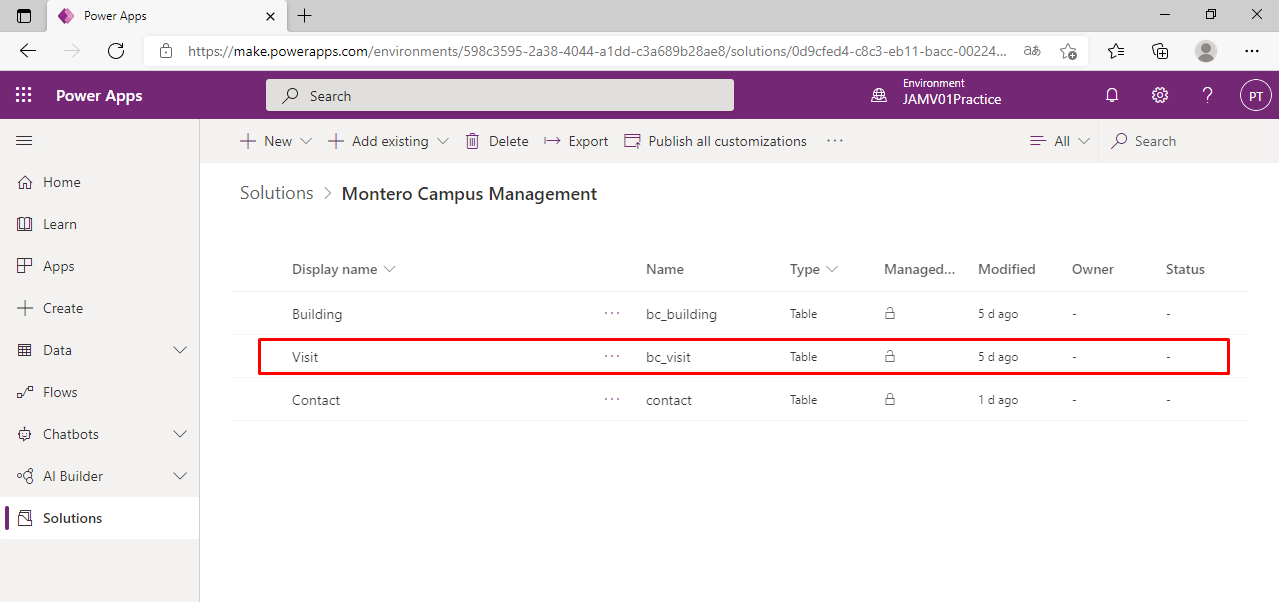 Power Apps
https://make.powerapps.com/environments/598c3595-2a38-4044-a1dd-c3a689b28ae8/solutions/0d9cfed4-c8c3-eb11-bacc-00224...
aあ
Power Apps
Search
Environment
JAMV01Practice
?
PT
New
Add existing
Delete
Export
Publish all customizations
...
All
Search
Home
Learn
Apps
Create
Data
Flows
Chatbots
AI Builder
Solutions
Solutions > Montero Campus Management
Display name Name Type Managed... Modified Owner Status
Building ... bc_building Table 5 d ago - -
Visit ... bc_visit Table 5 d ago - -
Contact ... contact Table 1 d ago - -